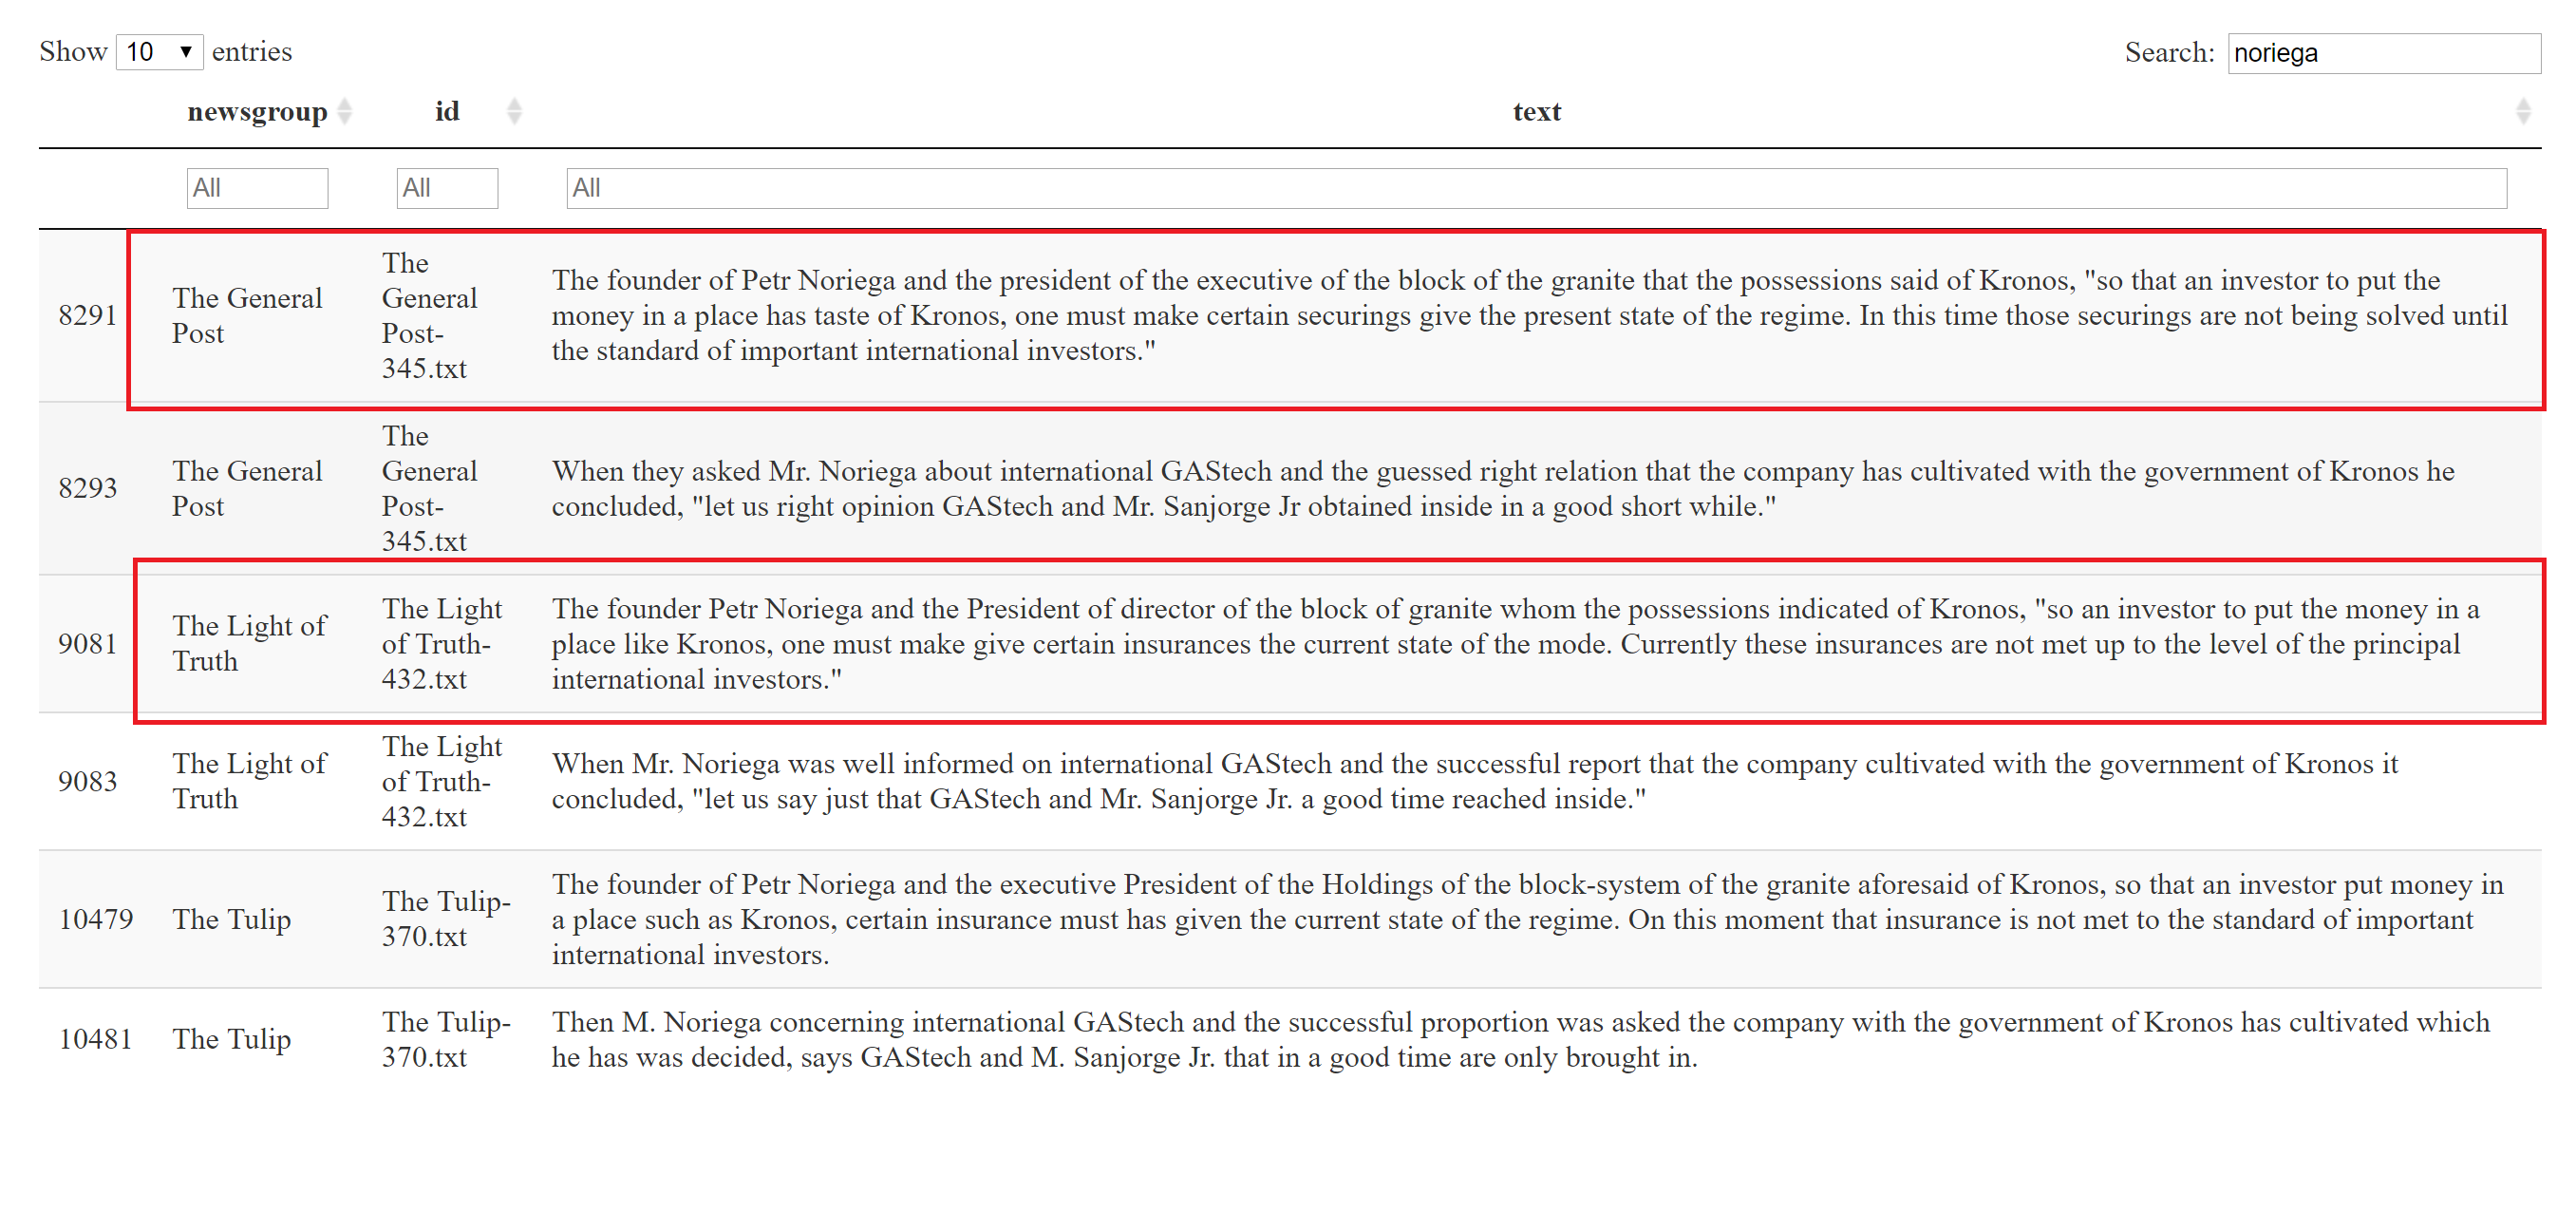 Show 10 entries
Search: noriega
newsgroup id text
All All All
8291
The General
Post
The
General
Post-
345.txt
The founder of Petr Noriega and the president of the executive of the block of the granite that the possessions said of Kronos, "so that an investor to put the
money in a place has taste of Kronos, one must make certain securings give the present state of the regime. In this time those securings are not being solved until
the standard of important international investors."
8293
The General
Post
The
General
Post-
345.txt
When they asked Mr. Noriega about international GAStech and the guessed right relation that the company has cultivated with the government of Kronos he
concluded, "let us right opinion GAStech and Mr. Sanjorge Jr obtained inside in a good short while."
9081
The Light of
Truth
The Light
of Truth-
432.txt
The founder Petr Noriega and the President of director of the block of granite whom the possessions indicated of Kronos, "so an investor to put the money in a
place like Kronos, one must make give certain insurances the current state of the mode. Currently these insurances are not met up to the level of the principal
international investors."
9083
The Light of
Truth
The Light
of Truth-
432.txt
When Mr. Noriega was well informed on international GAStech and the successful report that the company cultivated with the government of Kronos it
concluded, "let us say just that GAStech and Mr. Sanjorge Jr. a good time reached inside."
10479
The Tulip
The Tulip-
370.txt
The founder of Petr Noriega and the executive President of the Holdings of the block-system of the granite aforesaid of Kronos, so that an investor put money in
a place such as Kronos, certain insurance must has given the current state of the regime. On this moment that insurance is not met to the standard of important
international investors.
10481
The Tulip
The Tulip-
370.txt
Then M. Noriega concerning international GAStech and the successful proportion was asked the company with the government of Kronos has cultivated which
he has was decided, says GAStech and M. Sanjorge Jr. that in a good time are only brought in.